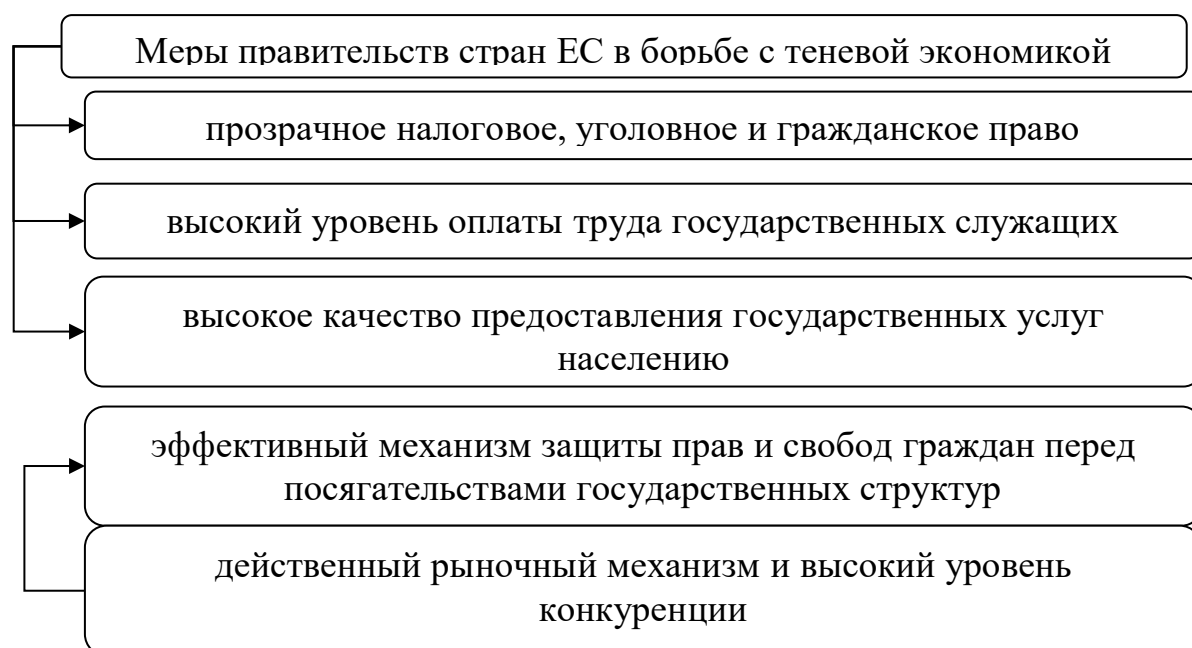 Меры правительств стран ЕС в борьбе с теневой экономикой
прозрачное налоговое, уголовное и гражданское право
высокий уровень оплаты труда государственных служащих
высокое качество предоставления государственных услуг
населению
эффективный механизм защиты прав и свобод граждан перед
посягательствами государственных структур
действенный рыночный механизм и высокий уровень
конкуренции